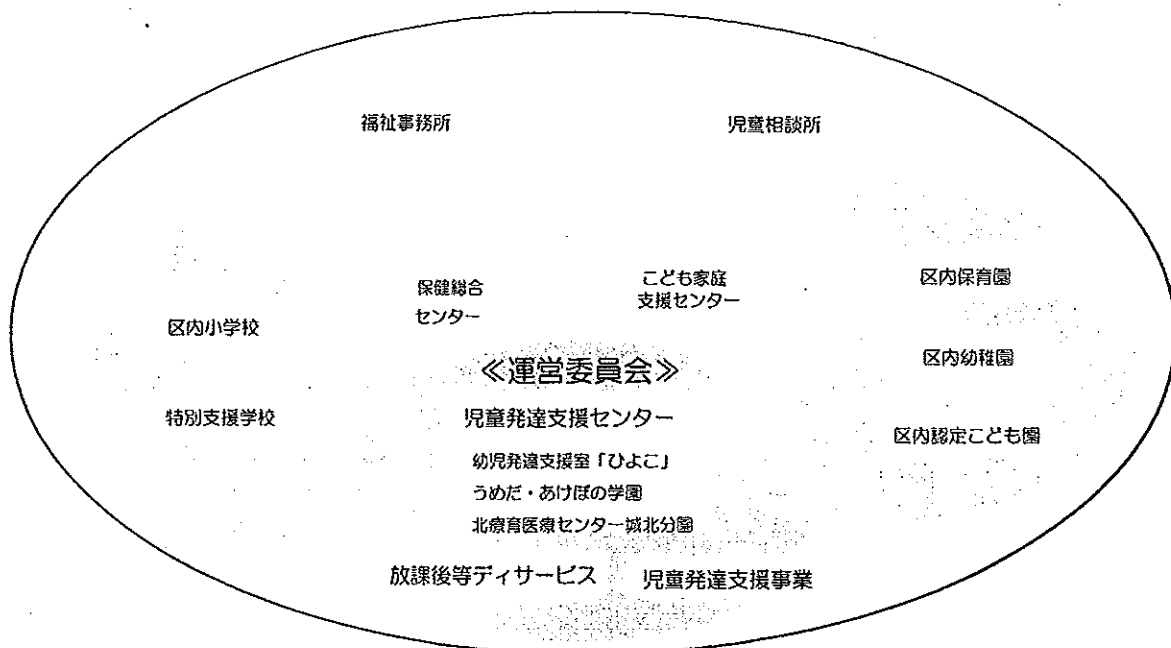 福祉事務所
児童相談所
保健総合
センター
こども家庭
支援センター
区内保育園
区内小学校
区内幼稚園
≪運営委員会≫
特別支援学校
児童発達支援センター
区内認定こども園
幼児発達支援室「ひよこ」
うめだ・あけぼの学園
北療育医療センター城北分園
放課後等ディサービス
児童発達支援事業